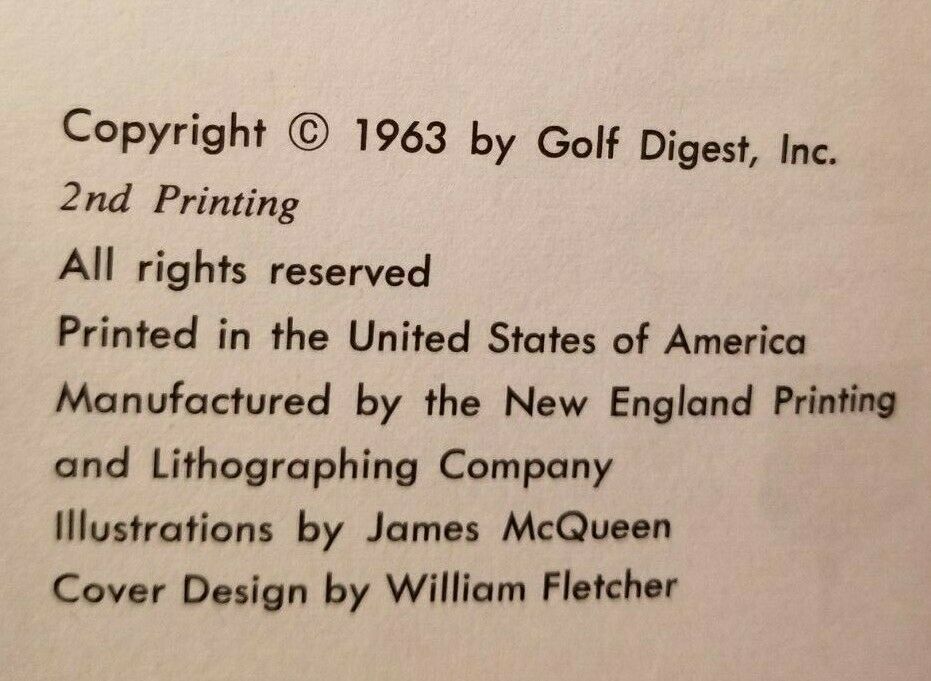 Copyright © 1963 by Golf Digest, Inc.
2nd Printing
All rights reserved
Printed in the United States of America
Manufactured by the New England Printing
and Lithographing Company
Illustrations by James McQueen
Cover Design by William Fletcher